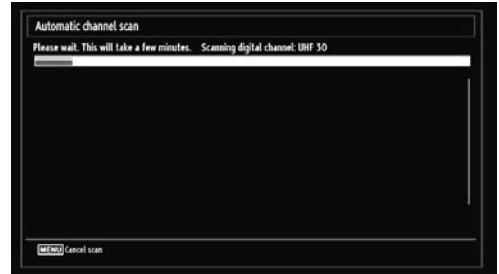 Automatic channel scan
Please wait. This will take a few minutes. Scanning digital channel: UHF 30
MENU Cancel scan